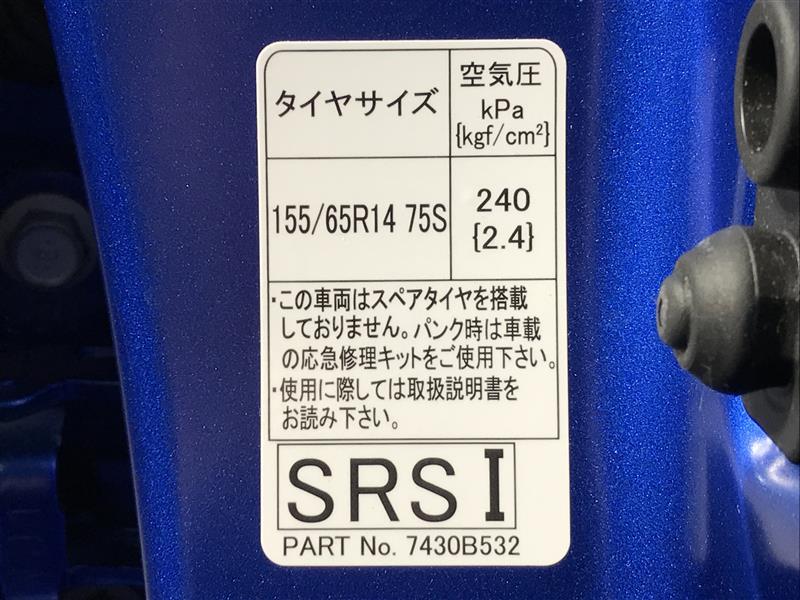 タイヤサイズ
空気圧
kPa
{kgf/cm²}
155/65R14 75S
240
{2.4}
・この車両はスペアタイヤを搭載
しておりません。パンク時は車載
の応急修理キットをご使用下さい。
・使用に際しては取扱説明書を
お読み下さい。
SRS I
PART No. 7430B532